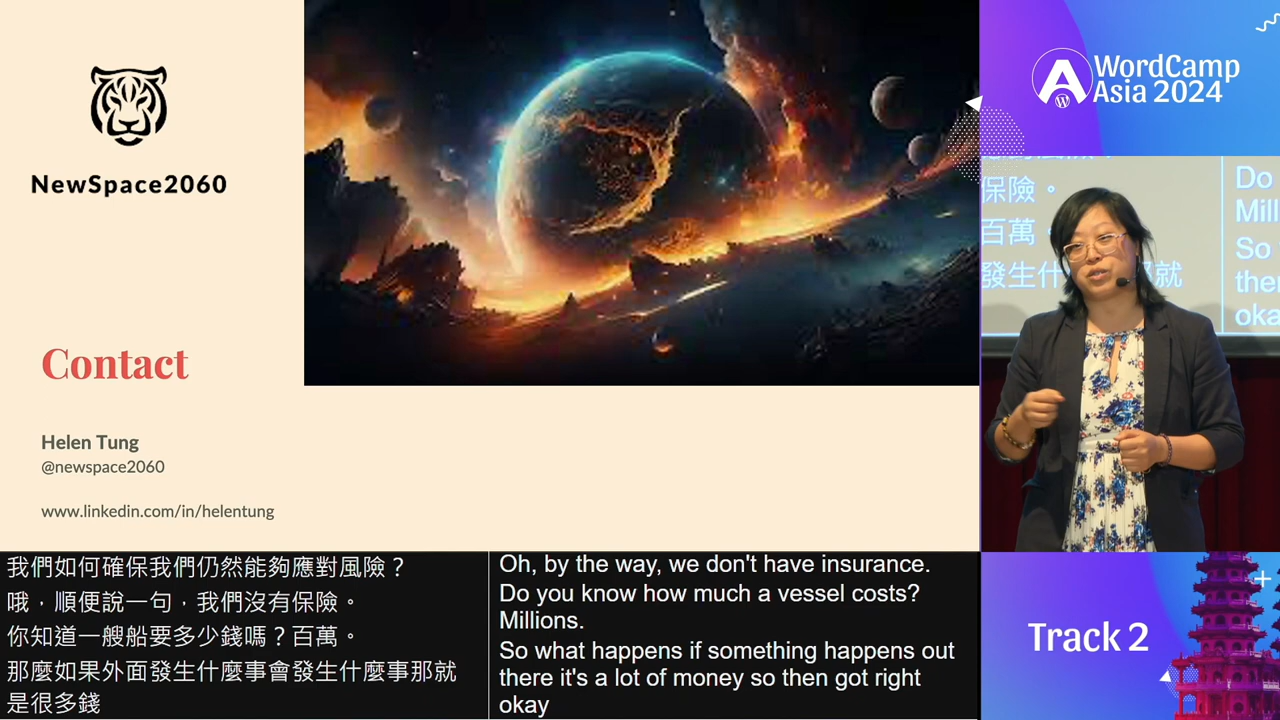 NewSpace2060
Contact
Helen Tung
@newspace2060
www.linkedin.com/in/helentung
我們如何確保我們仍然能夠應對風險？
哦，順便說一句，我們沒有保險。
你知道一艘船要多少錢嗎？百萬。
那麼如果外面發生什麼事會發生什麼事那就
是很多錢
Oh, by the way, we don't have insurance.
Do you know how much a vessel costs?
Millions.
So what happens if something happens out
there it's a lot of money so then got right
okay
WordCamp
Asia 2024
保險。
百萬
發生什
就
Do
Mill
So
ther
oka
Track 2